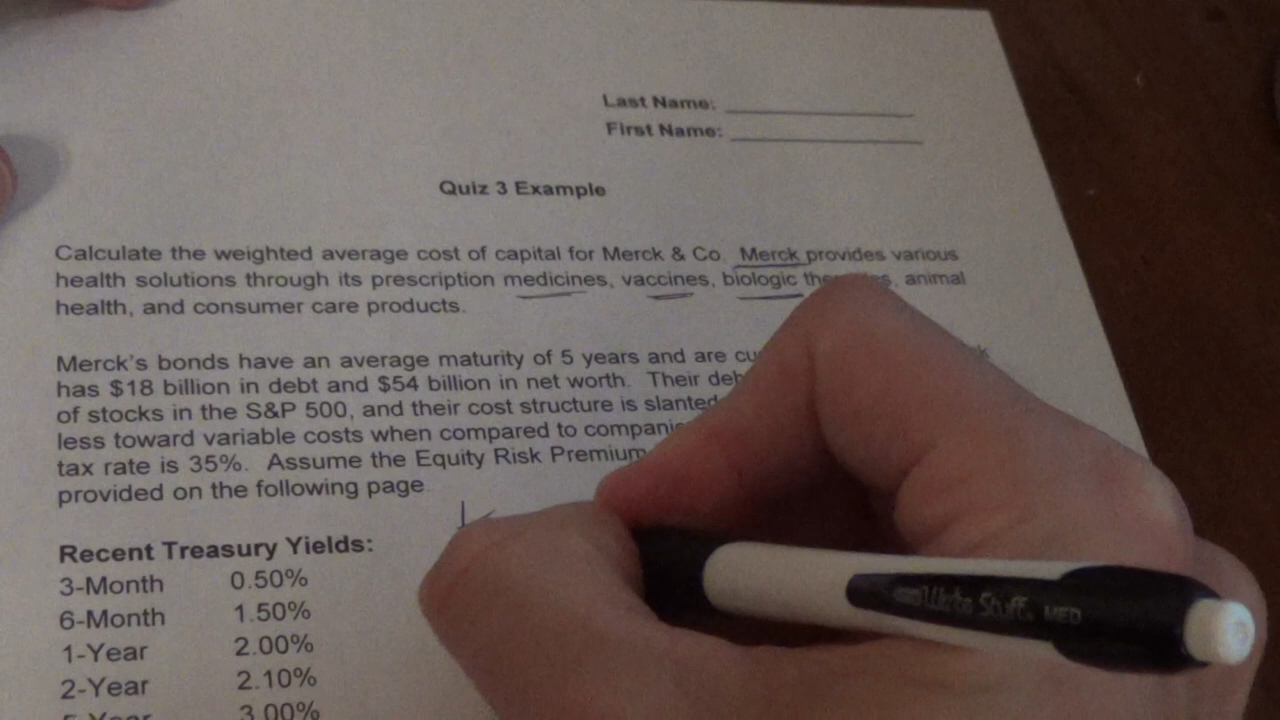 Last Name:
First Name:
Quiz 3 Example
Calculate the weighted average cost of capital for Merck & Co. Merck provides various
health solutions through its prescription medicines, vaccines, biologic animal
health, and consumer care products.
Merck's bonds have an average maturity of 5 years and are
has $18 billion in debt and $54 billion in net worth. Their
of stocks in the S&P 500, and their cost structure is slanted
less toward variable costs when compared to
tax rate is 35%. Assume the Equity Risk Premium
provided on the following page.
Recent Treasury Yields:
3-Month 0.50%
6-Month 1.50%
1-Year 2.00%
2-Year 2.10%
5-Year 3.00%
Write Stuff MED